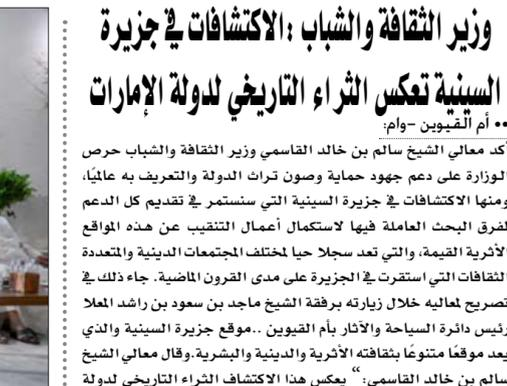 وزير الثقافة والشباب : الاكتشافات في جزيرة
السينية تعكس الثراء التاريخي لدولة الإمارات
•• أم القيوين –وام:
أكد معالي الشيخ سالم بن خالد القاسمي وزير الثقافة والشباب حرص
الوزارة على دعم جهود حماية وصون تراث الدولة والتعريف به عالميًا،
ومنها الاكتشافات في جزيرة السينية التي سنستمر في تقديم كل الدعم
لفرق البحث العاملة فيها لاستكمال أعمال التنقيب عن هذه المواقع
الأثرية القيمة، والتي تعد سجلا حيا لمختلف المجتمعات الدينية والمتعددة
الثقافات التي استقرت في الجزيرة على مدى القرون الماضية. جاء ذلك في
تصريح لمعاليه خلال زيارته برفقة الشيخ ماجد بن سعود بن راشد المعلا
رئيس دائرة السياحة والآثار بأم القيوين ..موقع جزيرة السينية والذي
يعد موقعًا متنوعًا بثقافته الأثرية والدينية والبشرية.وقال معالي الشيخ
سالم بن خالد القاسمي: “ يعكس هذا الاكتشاف الثراء التاريخي لدولة